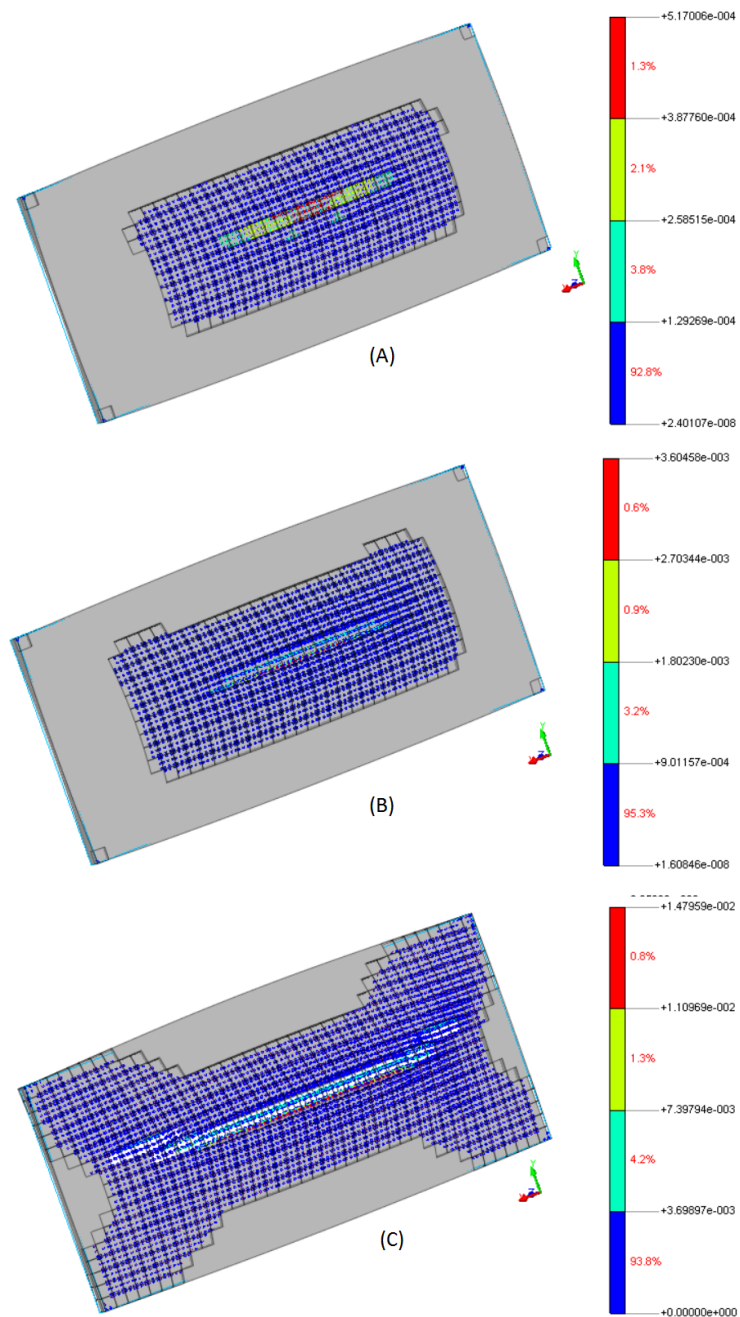 +5.17006e-004
1.3%
+3.87760e-004
2.1%
+2.58515e-004
3.8%
+1.29269e-004
92.8%
+2.40107e-008
Y
Z
(A)
+3.60458e-003
0.6%
+2.70344e-003
0.9%
+1.80230e-003
3.2%
+9.01157e-004
95.3%
+1.60846e-008
Y
Z
(B)
+1.47959e-002
0.8%
+1.10969e-002
1.3%
+7.39794e-003
4.2%
+3.69897e-003
93.8%
+0.00000e+000
Y
Z
(C)